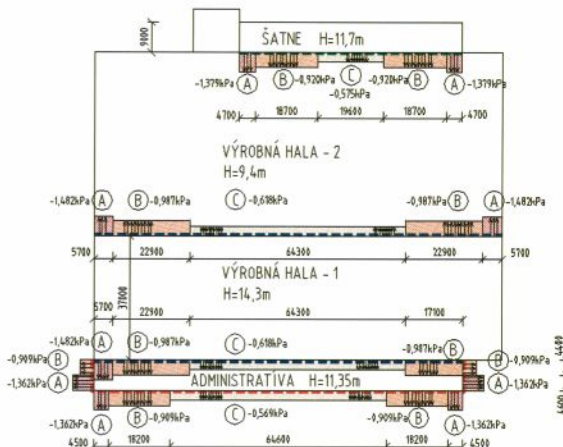 9000
ŠATNE H=11,7m
A B -0,920kPa C -0,920kPa B A
-1,379kPa -0,575kPa -1,379kPa
4700 18700 19600 18700 4700
VÝROBNÁ HALA - 2
H=9,4m
-1,482kPa A B -0,987kPa C -0,618kPa -0,987kPa B A -1,482kPa
5700 22900 64300 22900 5700
VÝROBNÁ HALA - 1
H=14,3m
37000
5700 22900 64300 17100
-1,482kPa A B -0,987kPa C -0,618kPa -0,987kPa B
-0,909kPa B B -0,909kPa
-1,362kPa A ADMINISTRATÍVA H=11,35m A -1,362kPa
4400
4400
-1,362kPa A B -0,909kPa C -0,569kPa -0,909kPa B A -1,362kPa
4500 18200 64600 18200 4500